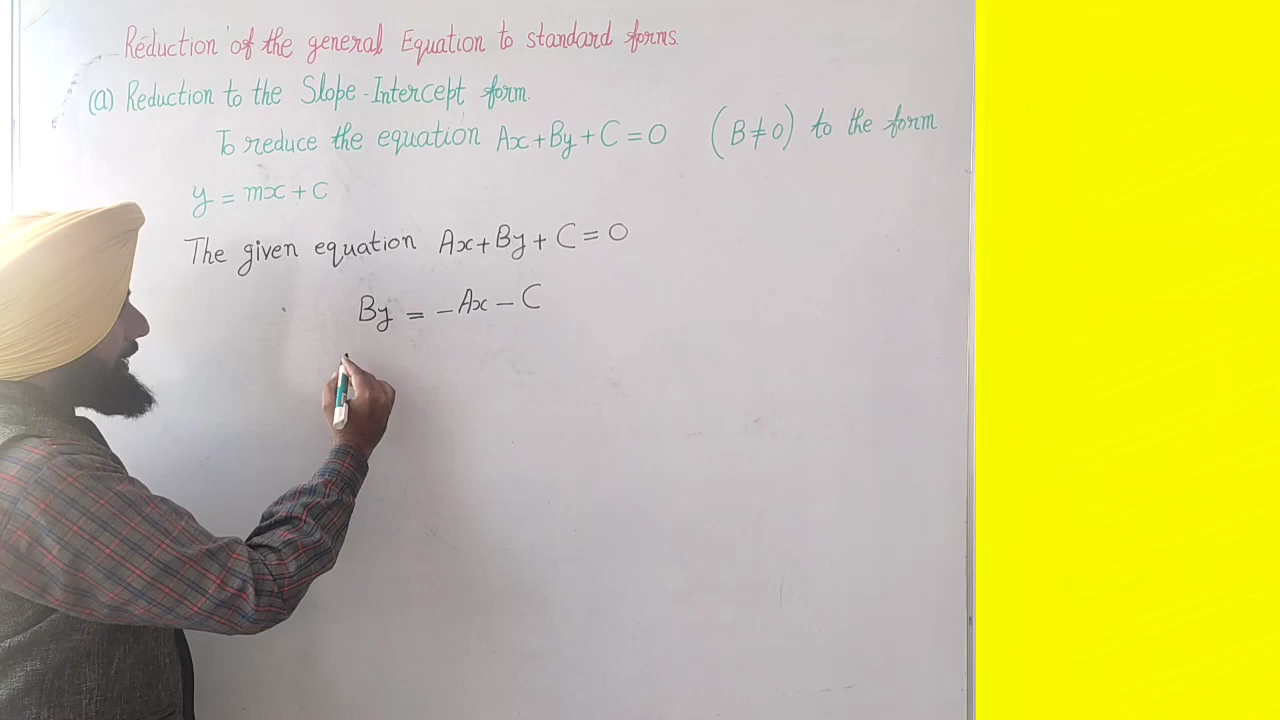 Reduction of the general Equation to standard forms.
(a) Reduction to the Slope-Intercept form.
To reduce the equation Ax+By+C=0 (B≠0) to the form
y = mx+C
The given equation Ax+By+C=0
By = -Ax-C